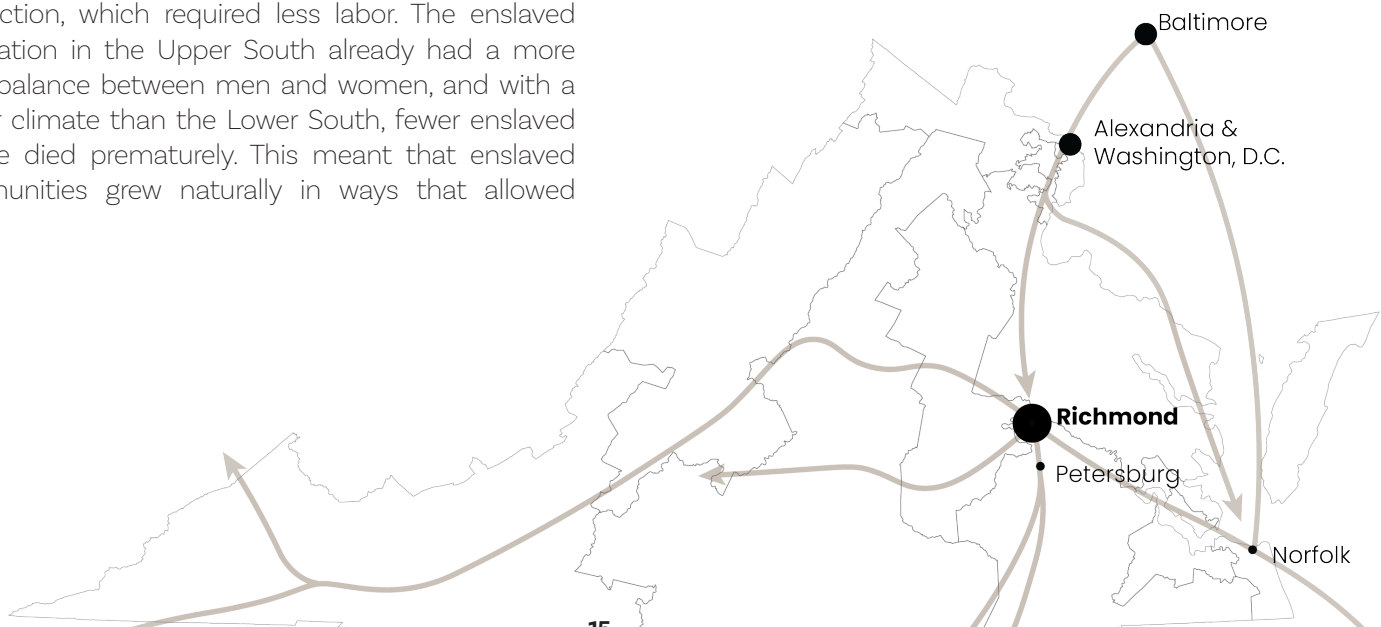 ction, which required less labor. The enslaved
ation in the Upper South already had a more
balance between men and women, and with a
climate than the Lower South, fewer enslaved
e died prematurely. This meant that enslaved
unities grew naturally in ways that allowed
Baltimore
Alexandria &
Washington, D.C.
Richmond
Petersburg
Norfolk
15